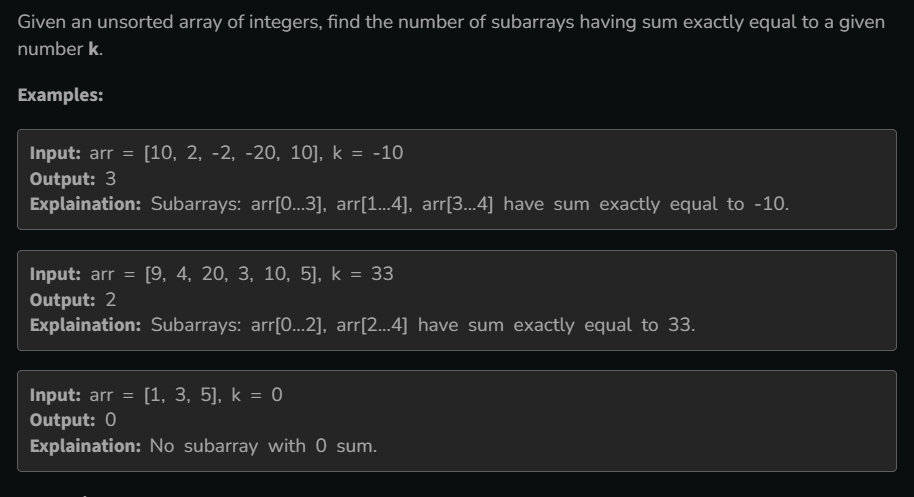 Given an unsorted array of integers, find the number of subarrays having sum exactly equal to a given
number k.
Examples:
Input: arr = [10, 2, -2, -20, 10], k = -10
Output: 3
Explaination: Subarrays: arr[0...3], arr[1...4], arr[3...4] have sum exactly equal to -10.
Input: arr = [9, 4, 20, 3, 10, 5], k = 33
Output: 2
Explaination: Subarrays: arr[0...2], arr[2...4] have sum exactly equal to 33.
Input: arr = [1, 3, 5], k = 0
Output: 0
Explaination: No subarray with 0 sum.